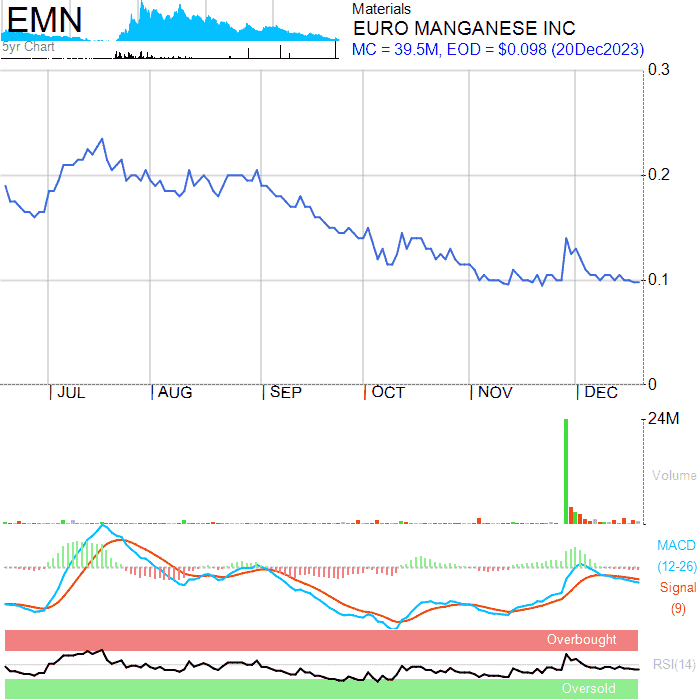 EMN
5yr Chart
Materials
EURO MANGANESE INC
MC = 39.5M, EOD = $0.098 (20Dec2023)
0.3
0.2
0.1
0
JUL AUG SEP OCT NOV DEC
24M
Volume
MACD
(12-26)
Signal
(9)
Overbought
RSI(14)
Oversold